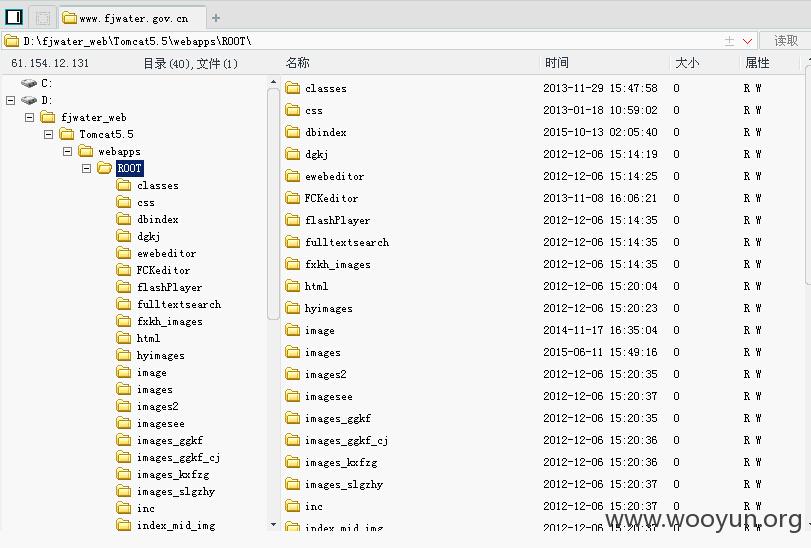 www.fjwater.gov.cn
D:\fjwater_web\Tomcat5.5\webapps\ROOT\ 读取
61.154.12.131 目录(40),文件(1) 名称 时间 大小 属性
C:
D:
fjwater_web
Tomcat5.5
webapps
ROOT
classes
css
dbindex
dgkj
ewebeditor
FCKeditor
flashPlayer
fulltextsearch
fxkh_images
html
hyimages
image
images
images2
imagesee
images_ggkf
images_ggkf_cj
images_kxfzg
images_slgzhy
inc
index_mid_img
classes 2013-11-29 15:47:58 0 R W
css 2013-01-18 10:59:02 0 R W
dbindex 2015-10-13 02:05:40 0 R W
dgkj 2012-12-06 15:14:19 0 R W
ewebeditor 2012-12-06 15:14:25 0 R W
FCKeditor 2013-11-08 16:06:21 0 R W
flashPlayer 2012-12-06 15:14:35 0 R W
fulltextsearch 2012-12-06 15:14:35 0 R W
fxkh_images 2012-12-06 15:14:35 0 R W
html 2012-12-06 15:20:04 0 R W
hyimages 2012-12-06 15:20:23 0 R W
image 2014-11-17 16:35:04 0 R W
images 2015-06-11 15:49:16 0 R W
images2 2012-12-06 15:20:35 0 R W
imagesee 2012-12-06 15:20:37 0 R W
images_ggkf 2012-12-06 15:20:35 0 R W
images_ggkf_cj 2012-12-06 15:20:36 0 R W
images_kxfzg 2012-12-06 15:20:36 0 R W
images_slgzhy 2012-12-06 15:20:37 0 R W
inc 2012-12-06 15:20:37 0 R W
index_mid_img 2012-12-06 15:20:37 0 R W
www.wooyun.org